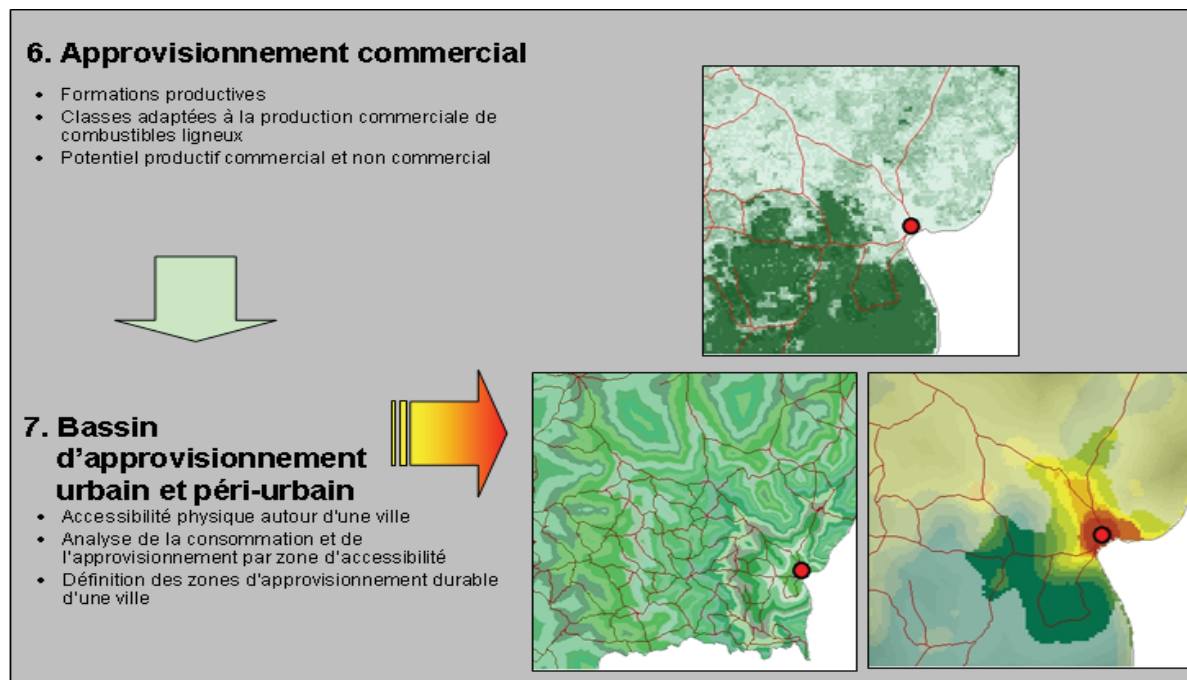 6. Approvisionnement commercial
• Formations productives
• Classes adaptées à la production commerciale de
combustibles ligneux
• Potentiel productif commercial et non commercial
7. Bassin
d'approvisionnement
urbain et péri-urbain
• Accessibilité physique autour d'une ville
• Analyse de la consommation et de
l'approvisionnement par zone d'accessibilité
• Définition des zones d'approvisionnement durable
d'une ville